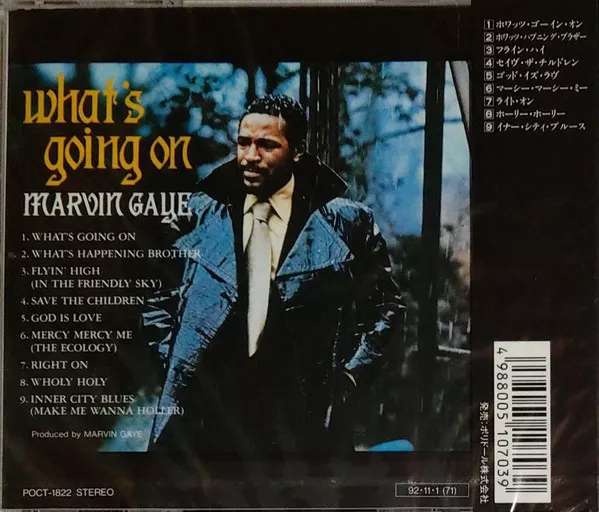 what's
going on
MARVIN GAYE
1. WHAT'S GOING ON
2. WHAT'S HAPPENING BROTHER
3. FLYIN' HIGH
(IN THE FRIENDLY SKY)
4. SAVE THE CHILDREN
5. GOD IS LOVE
6. MERCY MERCY ME
(THE ECOLOGY)
7. RIGHT ON
8. WHOLY HOLY
9. INNER CITY BLUES
(MAKE ME WANNA HOLLER)
Produced by MARVIN GAYE
POCT-1822 STEREO
92・11・1 (71)
1 ホワッツ・ゴーイン・オン
2 ホワッツ・ハプニング・ブラザー
3 フライン・ハイ
4 セイヴ・ザ・チルドレン
5 ゴッド・イズ・ラヴ
6 マーシー・マーシー・ミー
7 ライト・オン
8 ホーリー・ホーリー
9 イナー・シティ・ブルース
4988005107039
発売:ポリドール株式会社